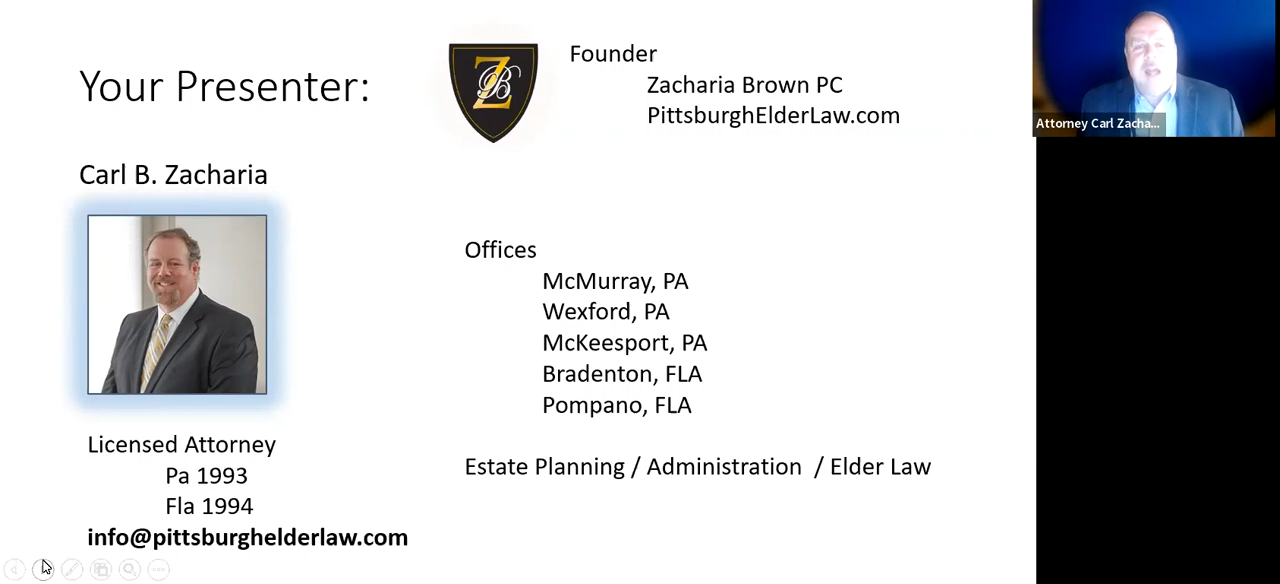 Your Presenter:
Carl B. Zacharia
Licensed Attorney
Pa 1993
Fla 1994
info@pittsburghelderlaw.com
ZB
Founder
Zacharia Brown PC
PittsburghElderLaw.com
Offices
McMurray, PA
Wexford, PA
McKeesport, PA
Bradenton, FLA
Pompano, FLA
Estate Planning / Administration / Elder Law
Attorney Carl Zacha...